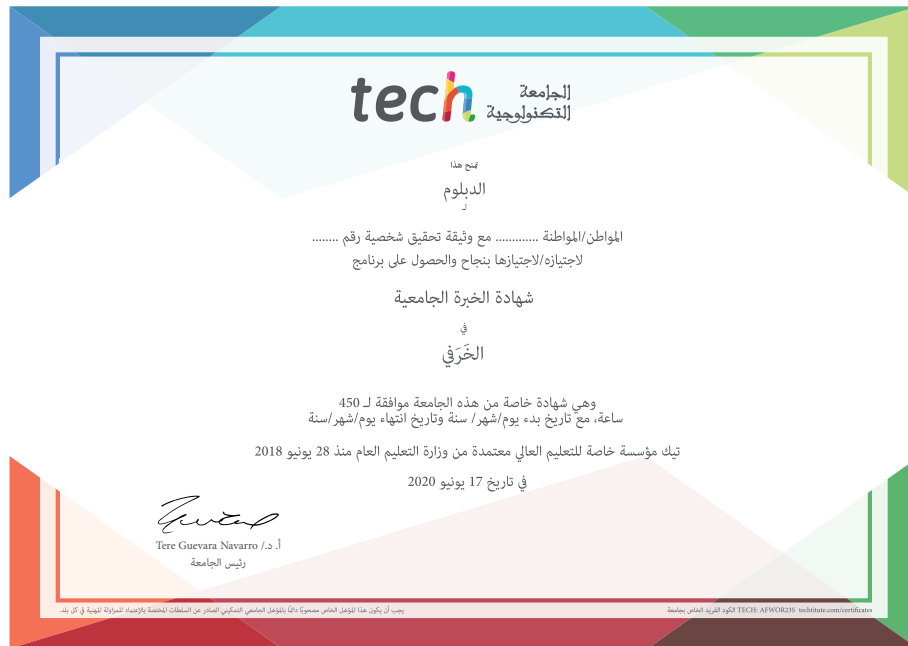 tech الجامعة
التكنولوجية
تمنح هذا
الدبلوم
لـ
المواطن/المواطنة ............. مع وثيقة تحقيق شخصية رقم ........
لاجتيازه/لاجتيازها بنجاح والحصول على برنامج
شهادة الخبرة الجامعية
في
الخَرَفي
وهي شهادة خاصة من هذه الجامعة موافقة لـ 450
ساعة، مع تاريخ بدء يوم/شهر/ سنة وتاريخ انتهاء يوم/شهر/سنة
تيك مؤسسة خاصة للتعليم العالي معتمدة من وزارة التعليم العام منذ 28 يونيو 2018
في تاريخ 17 يونيو 2020
أ. د./ Tere Guevara Navarro
رئيس الجامعة
يجب أن يكون هذا المؤهل الخاص مصحوبًا دائمًا بالمؤهل الجامعي التمكيني الصادر عن السلطات المختصة بالإعتماد للمزاولة المهنية في كل بلد.
الكود الفريد الخاص بجامعة TECH: AFWOR23S techtitute.com/certificates